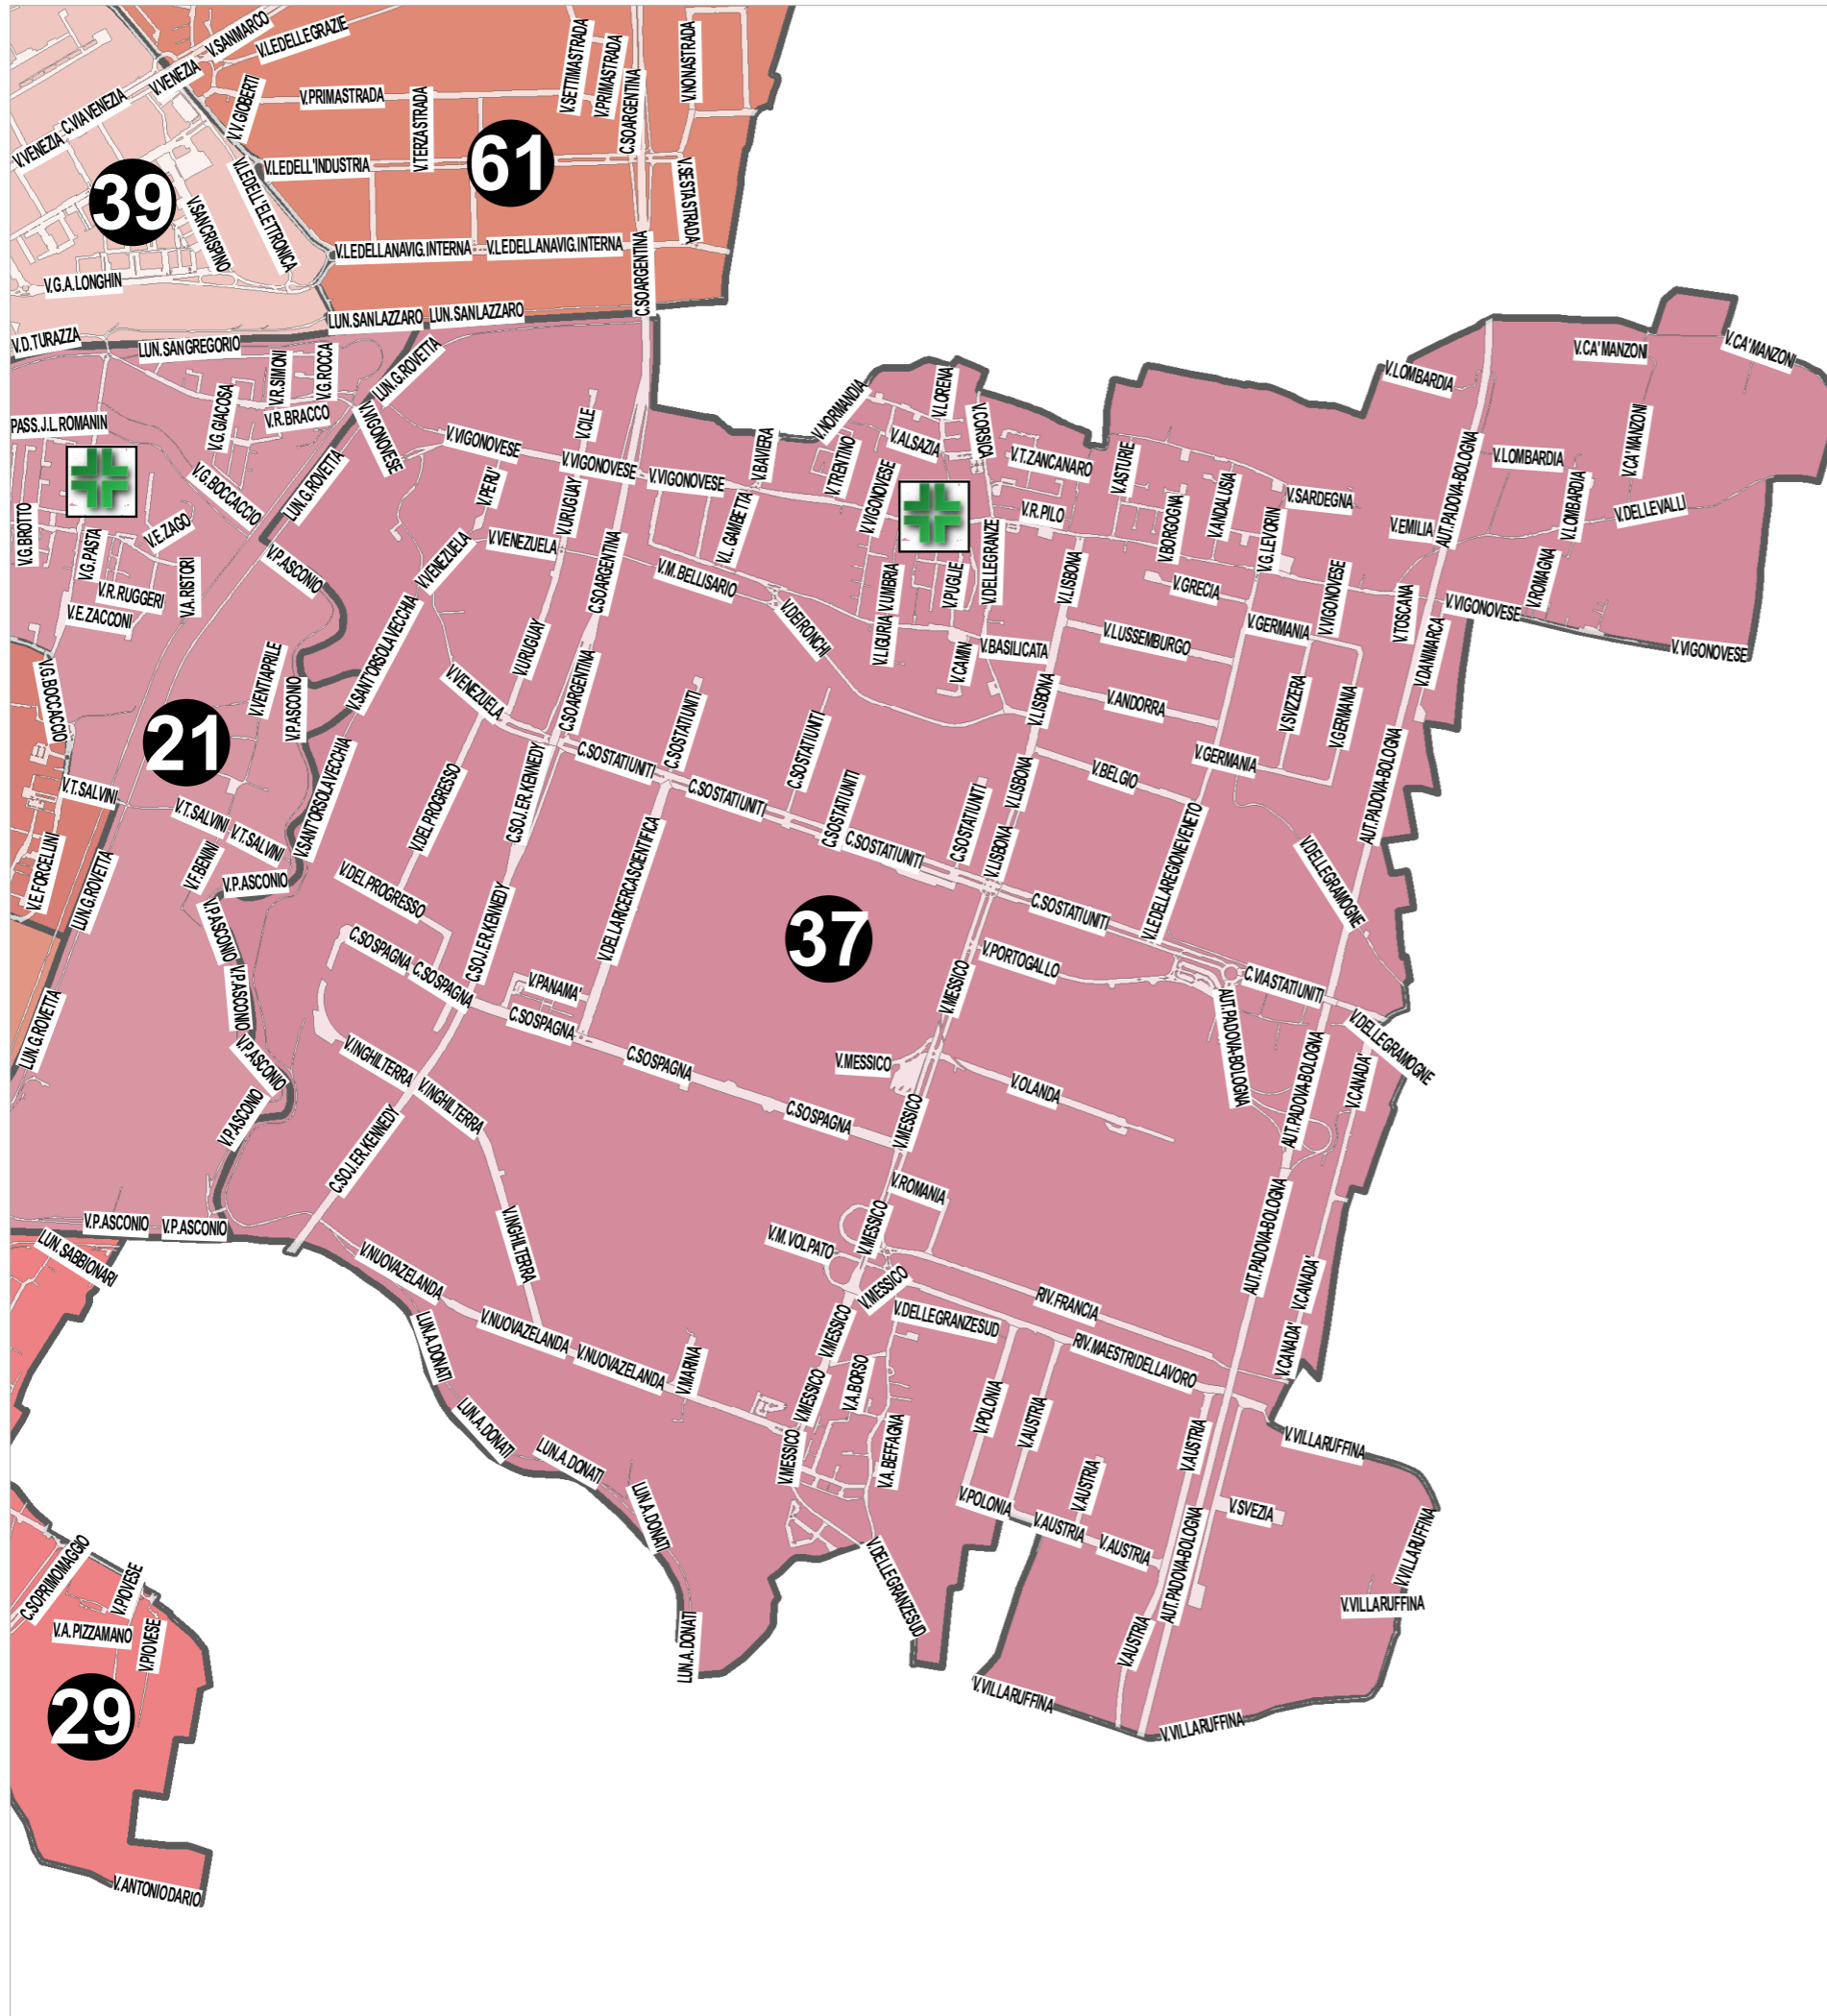 V.SANMARCO
V.LEDELLEGRAZIE
V.VENEZIA
C.VIAVENEZIA
V.VENEZIA
V.V.GIOBERTI
V.PRIMASTRADA
V.TERZASTRADA
V.SETTIMASTRADA
V.PRIMASTRADA
C.SOARGENTINA
V.NONASTRADA
V.LEDELL'INDUSTRIA
61
V.SESTASTRADA
39
V.SANCRISPINO
V.LEDELL'ELETTRONICA
V.LEDELLANAVIG.INTERNA
V.LEDELLANAVIG.INTERNA
C.SOARGENTINA
V.G.A.LONGHIN
LUN.SANLAZZARO
LUN.SANLAZZARO
V.D.TURAZZA
LUN.SANGREGORIO
V.R.SIMONI
V.G.ROCCA
LUN.G.ROVETTA
V.G.GIACOSA
V.R.BRACCO
V.VIGONOVESE
PASS.J.L.ROMANIN
V.G.BOCCACCIO
LUN.G.ROVETTA
V.G.BROTTO
V.G.PASTA
V.E.ZAGO
V.R.RUGGERI
V.A.RISTORI
V.E.ZACCONI
V.P.ASCONIO
V.VIGONOVESE
V.CILE
V.VIGONOVESE
V.VIGONOVESE
V.BAVIERA
V.PERU'
V.URUGUAY
V.L.GAMBETTA
V.NORMANDIA
V.TRENTINO
V.ALSAZIA
V.LORENA
V.CORSICA
V.T.ZANCANARO
V.VIGONOVESE
V.R.PILO
V.ASTURIE
V.BORGOGNA
V.ANDALUSIA
V.G.LEVORIN
V.SARDEGNA
V.LOMBARDIA
V.CA'MANZONI
V.CA'MANZONI
V.CA'MANZONI
AUT.PADOVA-BOLOGNA
V.LOMBARDIA
V.LOMBARDIA
V.EMILIA
V.DELLEVALLI
V.VENEZUELA
V.VENEZUELA
C.SOARGENTINA
V.M.BELLISARIO
V.DEIRONCHI
V.LIGURIA
V.UMBRIA
V.PUGLIE
V.DELLEGRANZE
V.LISBONA
V.GRECIA
V.VIGONOVESE
V.TOSCANA
V.VIGONOVESE
V.ROMAGNA
V.VIGONOVESE
V.CAMIN
V.BASILICATA
V.LUSSEMBURGO
V.GERMANIA
V.DANIMARCA
V.G.BOCCACCIO
V.VENTIAPRILE
V.P.ASCONIO
V.SANTORSOLAVECCHIA
V.URUGUAY
V.VENEZUELA
C.SOARGENTINA
V.LISBONA
V.ANDORRA
V.SVIZZERA
V.GERMANIA
21
V.SANTORSOLAVECCHIA
V.DELPROGRESSO
C.SOJ.ER.KENNEDY
C.SOSTATIUNITI
C.SOSTATIUNITI
C.SOSTATIUNITI
C.SOSTATIUNITI
C.SOSTATIUNITI
C.SOSTATIUNITI
C.SOSTATIUNITI
V.LISBONA
V.LISBONA
V.BELGIO
V.GERMANIA
AUT.PADOVA-BOLOGNA
V.T.SALVINI
V.T.SALVINI
V.T.SALVINI
V.F.BENNI
V.P.ASCONIO
V.E.FORCELLINI
LUN.G.ROVETTA
V.DELPROGRESSO
V.DELLARICERCASCIENTIFICA
37
V.LEDELLAREGIONEVENETO
V.DELLEGRAMOGNE
C.SOSTATIUNITI
V.P.ASCONIO
V.P.ASCONIO
C.SOSPAGNA
C.SOSPAGNA
C.SOJ.ER.KENNEDY
V.PANAMA'
C.SOSPAGNA
V.MESSICO
V.PORTOGALLO
C.VIASTATIUNITI
AUT.PADOVA-BOLOGNA
V.DELLEGRAMOGNE
LUN.G.ROVETTA
V.P.ASCONIO
V.INGHILTERRA
V.INGHILTERRA
C.SOSPAGNA
V.MESSICO
V.OLANDA
AUT.PADOVA-BOLOGNA
V.CANADA'
V.P.ASCONIO
C.SOJ.ER.KENNEDY
C.SOSPAGNA
V.MESSICO
V.ROMANIA
V.P.ASCONIO
V.P.ASCONIO
LUN.SABBIONARI
V.NUOVAZELANDA
V.INGHILTERRA
V.M.VOLPATO
V.MESSICO
V.MESSICO
AUT.PADOVA-BOLOGNA
V.CANADA'
RIV.FRANCIA
V.DELLEGRANZESUD
RIV.MAESTRIDELLAVORO
V.CANADA'
LUN.A.DONATI
V.NUOVAZELANDA
V.NUOVAZELANDA
V.MARINA
V.MESSICO
V.MESSICO
V.A.BORSO
V.POLONIA
V.AUSTRIA
LUN.A.DONATI
LUN.A.DONATI
V.MESSICO
V.A.BEFFAGNA
V.AUSTRIA
V.AUSTRIA
V.VILLARUFFINA
V.POLONIA
V.AUSTRIA
V.AUSTRIA
V.SVEZIA
LUN.A.DONATI
V.DELLEGRANZESUD
AUT.PADOVA-BOLOGNA
V.VILLARUFFINA
V.VILLARUFFINA
C.SOPRIMOMAGGIO
V.PIOVESE
V.A.PIZZAMANO
V.PIOVESE
LUN.A.DONATI
V.AUSTRIA
V.VILLARUFFINA
V.VILLARUFFINA
29
V.ANTONIODARIO